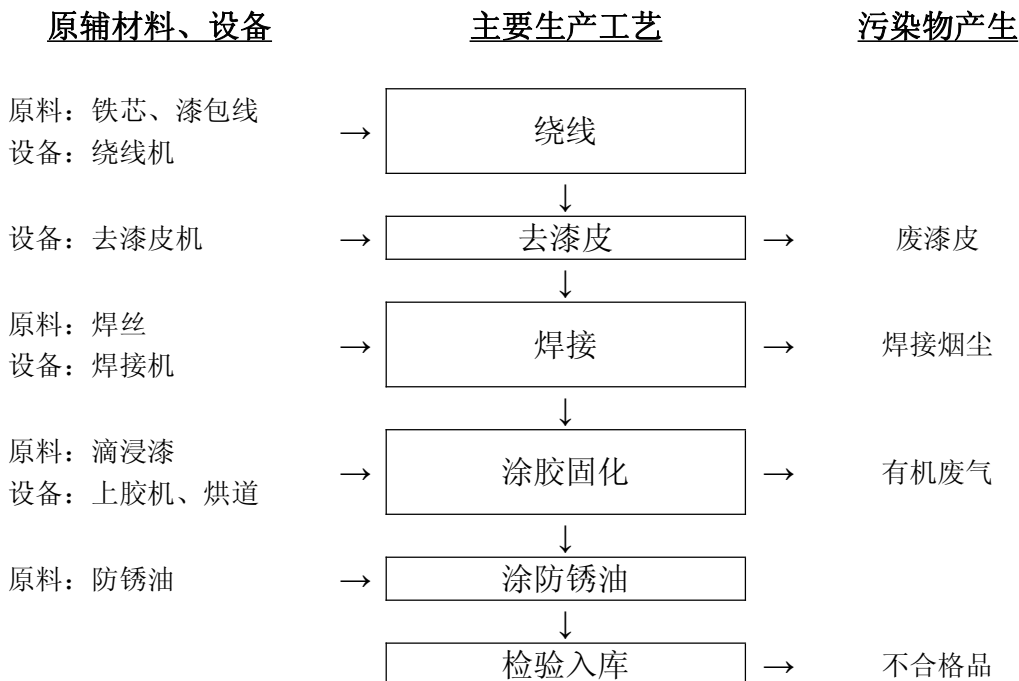 原辅材料、设备 主要生产工艺 污染物产生
原料：铁芯、漆包线
设备：绕线机
→ 绕线
↓
设备：去漆皮机 → 去漆皮 → 废漆皮
↓
原料：焊丝
设备：焊接机
→ 焊接 → 焊接烟尘
↓
原料：滴浸漆
设备：上胶机、烘道
→ 涂胶固化 → 有机废气
↓
原料：防锈油 → 涂防锈油
↓
检验入库 → 不合格品